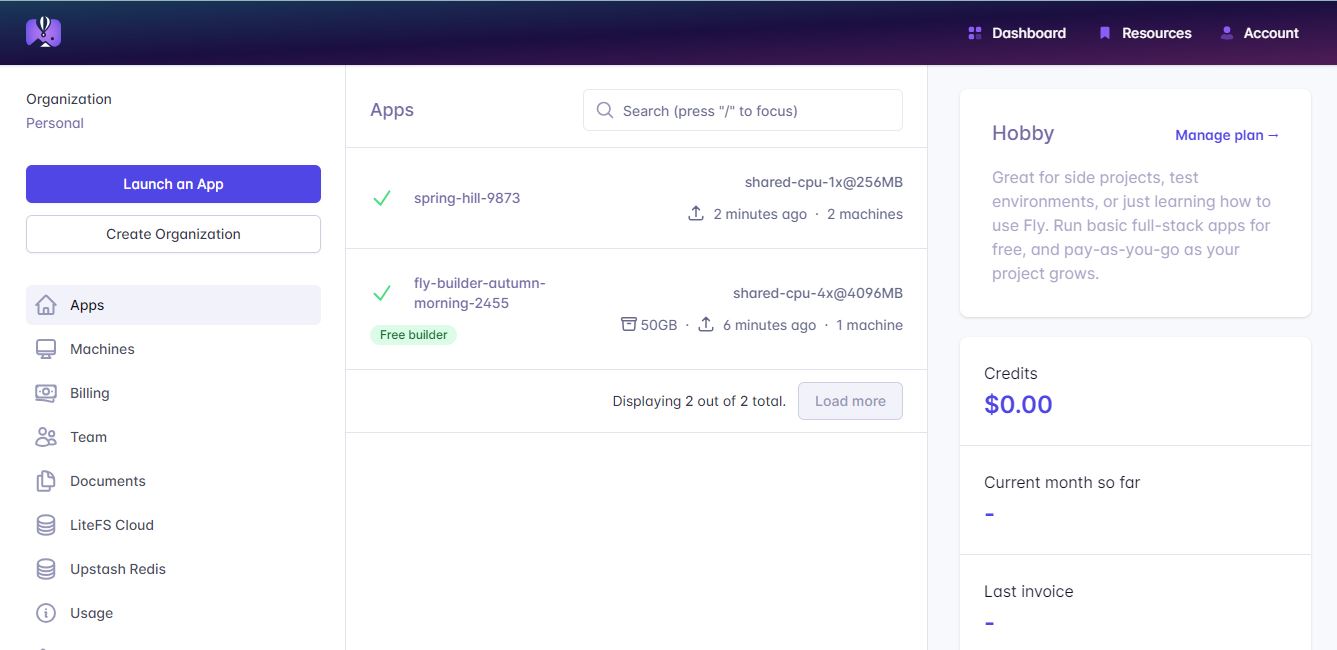 Dashboard
Resources
Account
Organization
Personal
Launch an App
Create Organization
Apps
Machines
Billing
Team
Documents
LiteFS Cloud
Upstash Redis
Usage
Apps
Search (press "/" to focus)
spring-hill-9873
shared-cpu-1x@256MB
2 minutes ago · 2 machines
fly-builder-autumn-
morning-2455
Free builder
shared-cpu-4x@4096MB
50GB · 6 minutes ago · 1 machine
Displaying 2 out of 2 total.
Load more
Hobby
Manage plan →
Great for side projects, test
environments, or just learning how to
use Fly. Run basic full-stack apps for
free, and pay-as-you-go as your
project grows.
Credits
$0.00
Current month so far
-
Last invoice
-